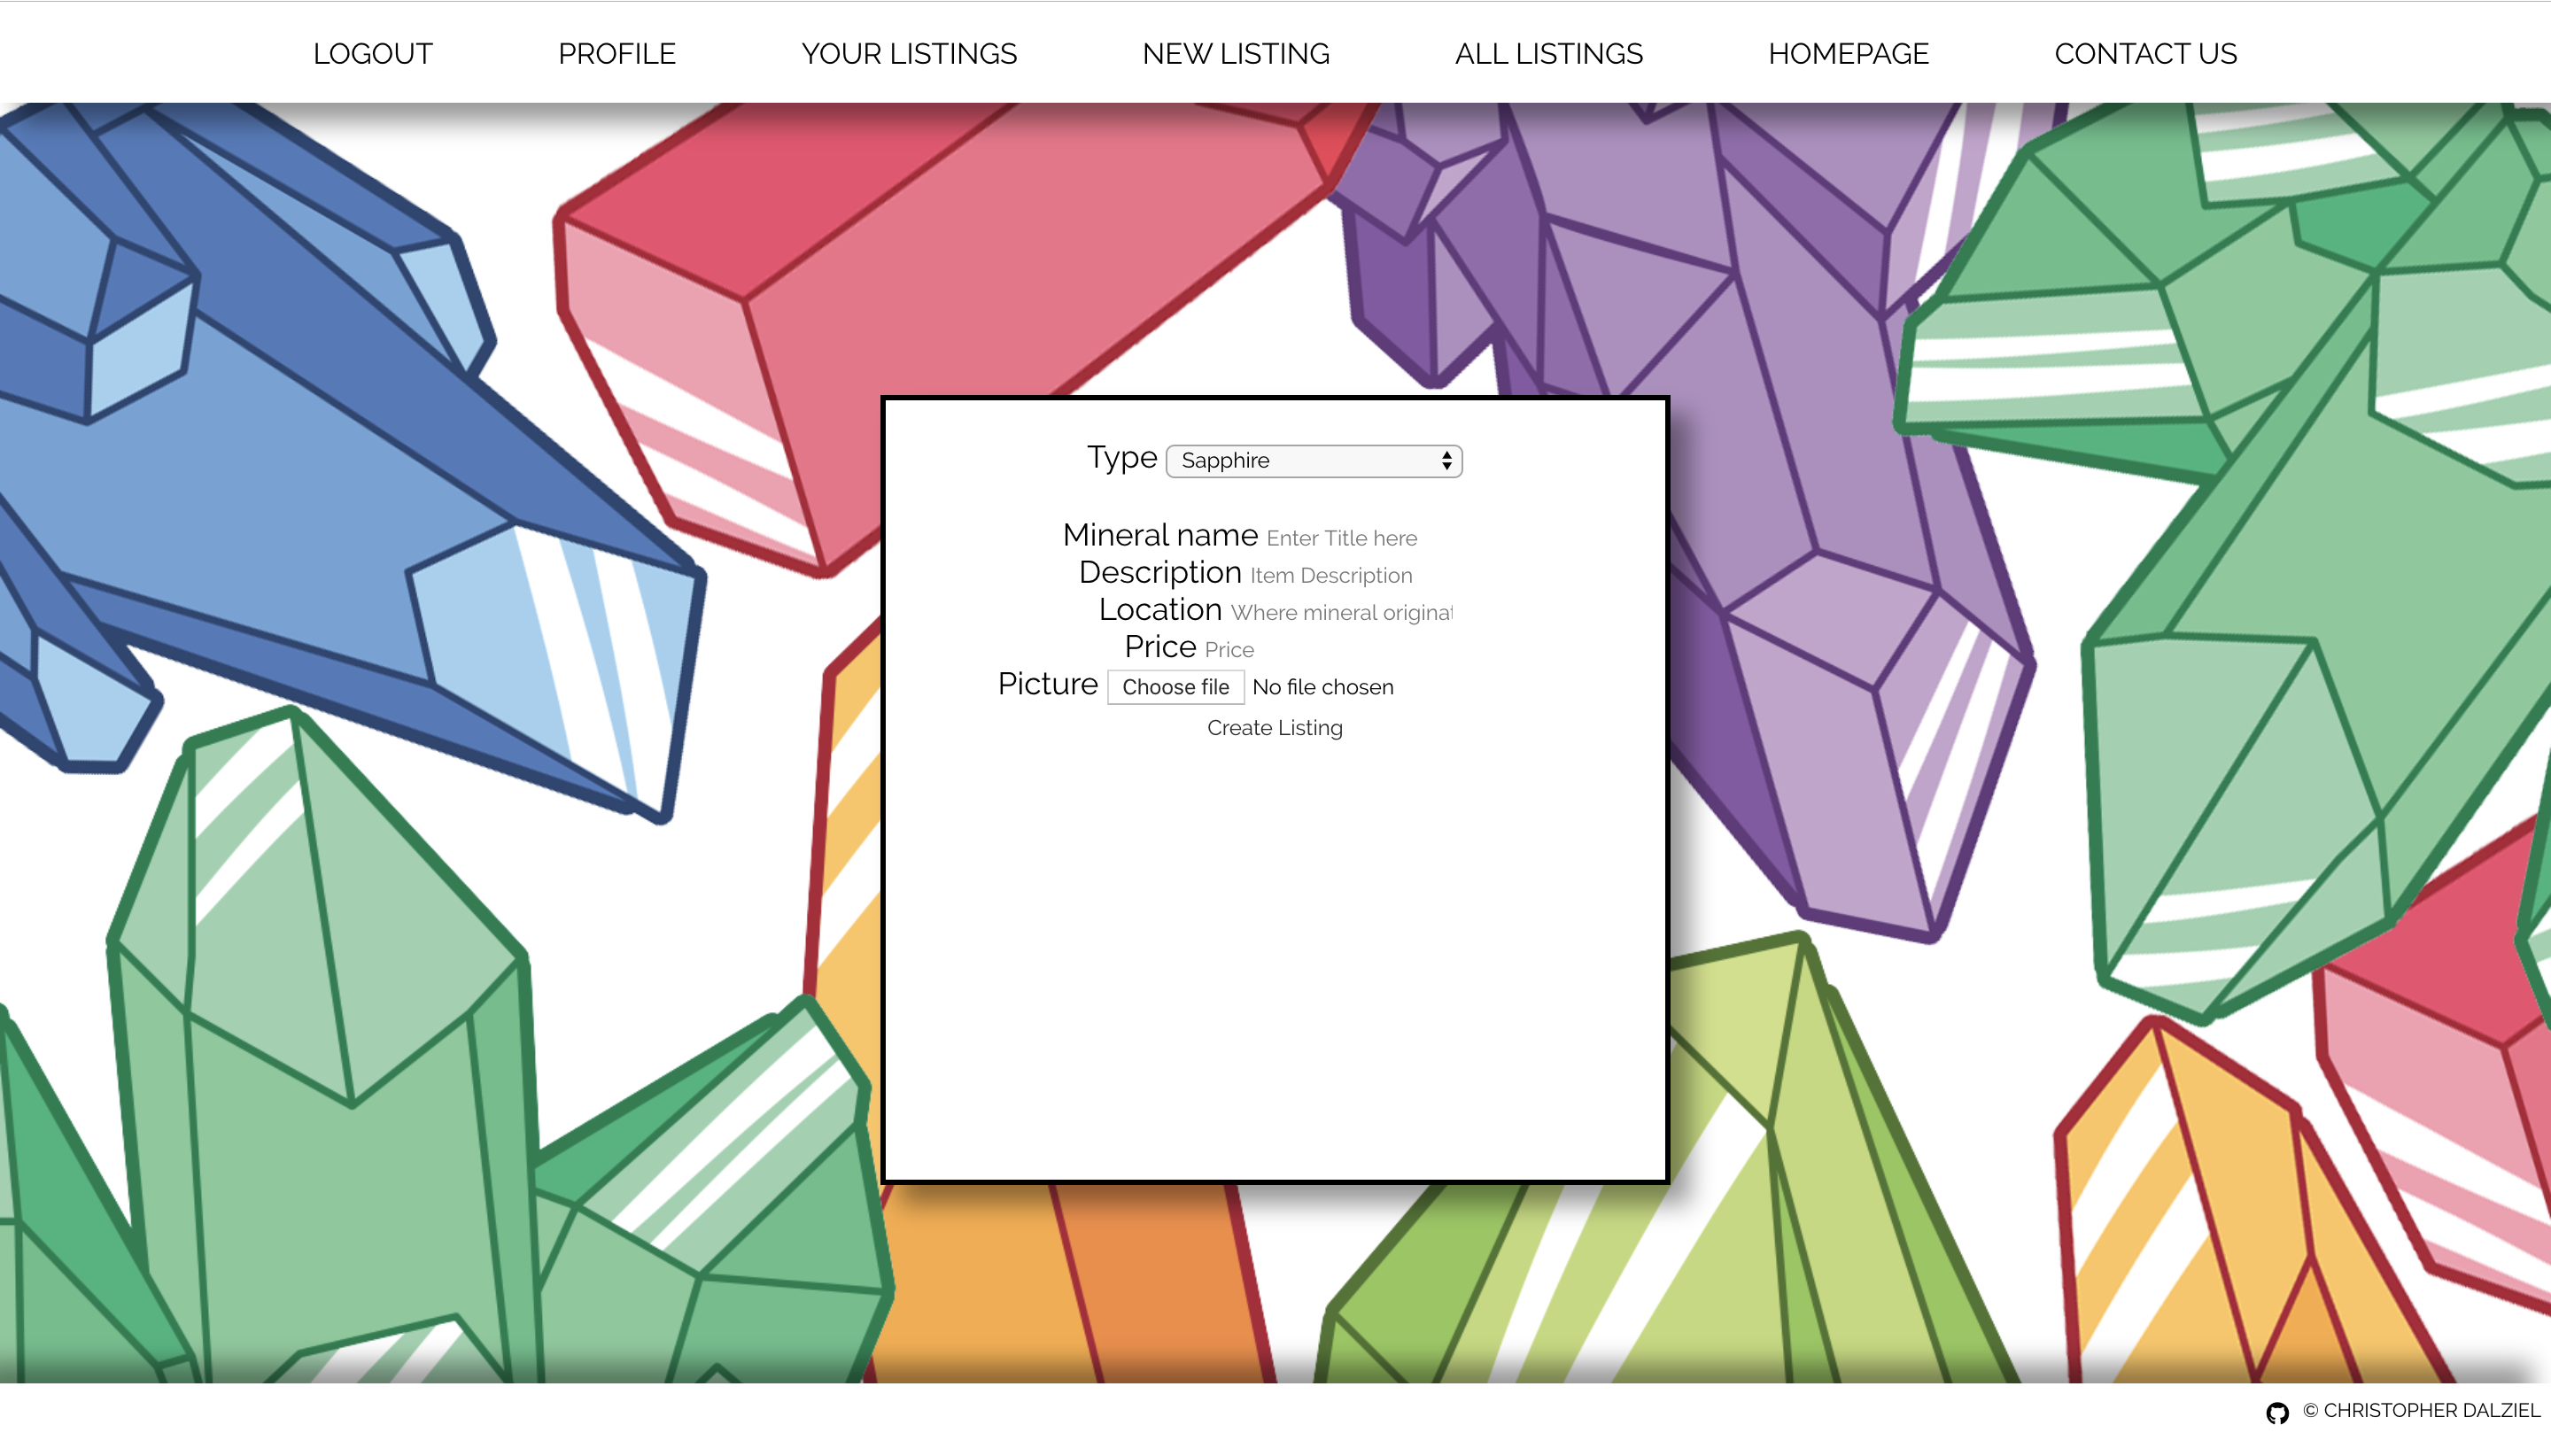 LOGOUT PROFILE YOUR LISTINGS NEW LISTING ALL LISTINGS HOMEPAGE CONTACT US
Type Sapphire
Mineral name Enter Title here
Description Item Description
Location Where mineral originat
Price Price
Picture Choose file No file chosen
Create Listing
© CHRISTOPHER DALZIEL